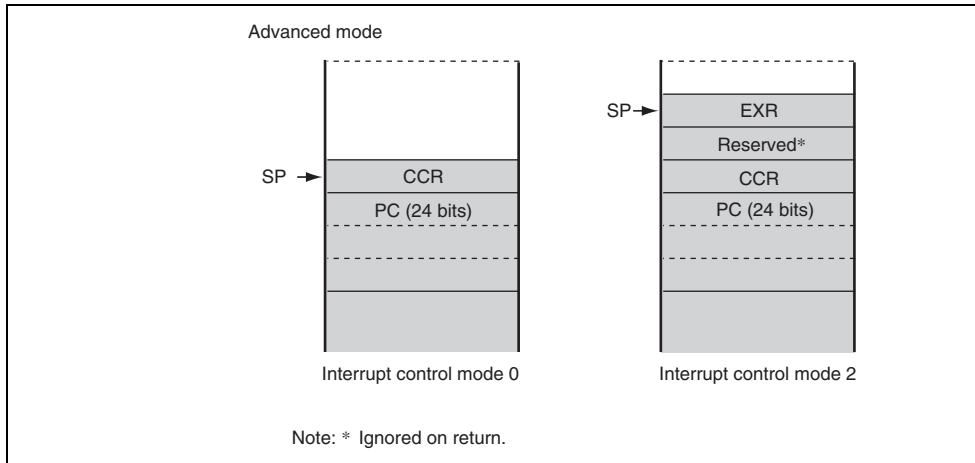 Advanced mode
SP
CCR
PC (24 bits)
Interrupt control mode 0
SP
EXR
Reserved*
CCR
PC (24 bits)
Interrupt control mode 2
Note: * Ignored on return.